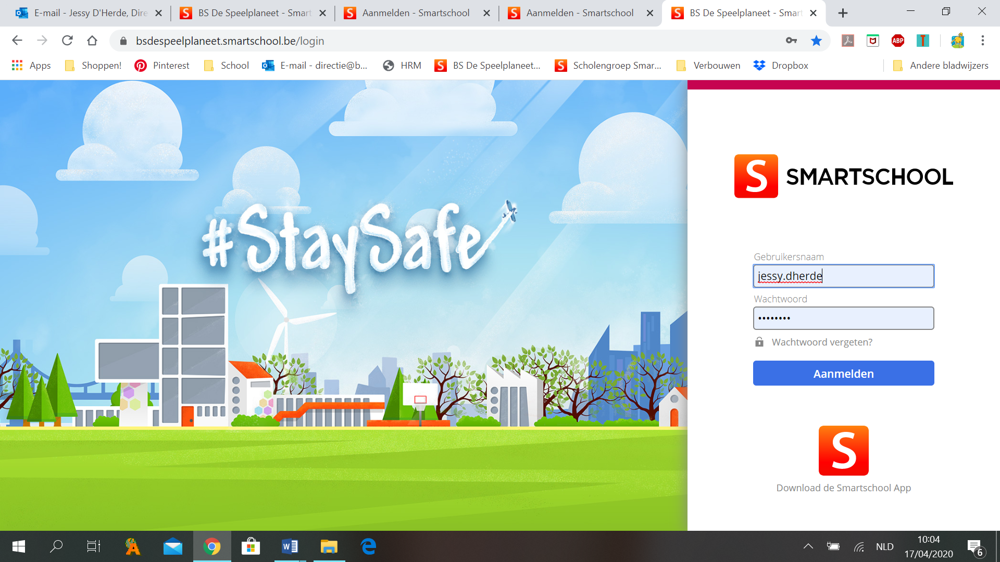 E-mail - Jessy D'Herde, Dire
BS De Speelplaneet - Smart
Aanmelden - Smartschool
Aanmelden - Smartschool
BS De Speelplaneet - Smart
bsdespeelplaneet.smartschool.be/login
ABP
T
Apps
Shoppen!
Pinterest
School
E-mail - directie@b...
HRM
BS De Speelplaneet...
Scholengroep Smar...
Verbouwen
Dropbox
Andere bladwijzers
#StaySafe
S SMARTSCHOOL
Gebruikersnaam
jessy.dherde
Wachtwoord
••••••••
Wachtwoord vergeten?
Aanmelden
S
Download de Smartschool App
NLD
10:04
17/04/2020
6